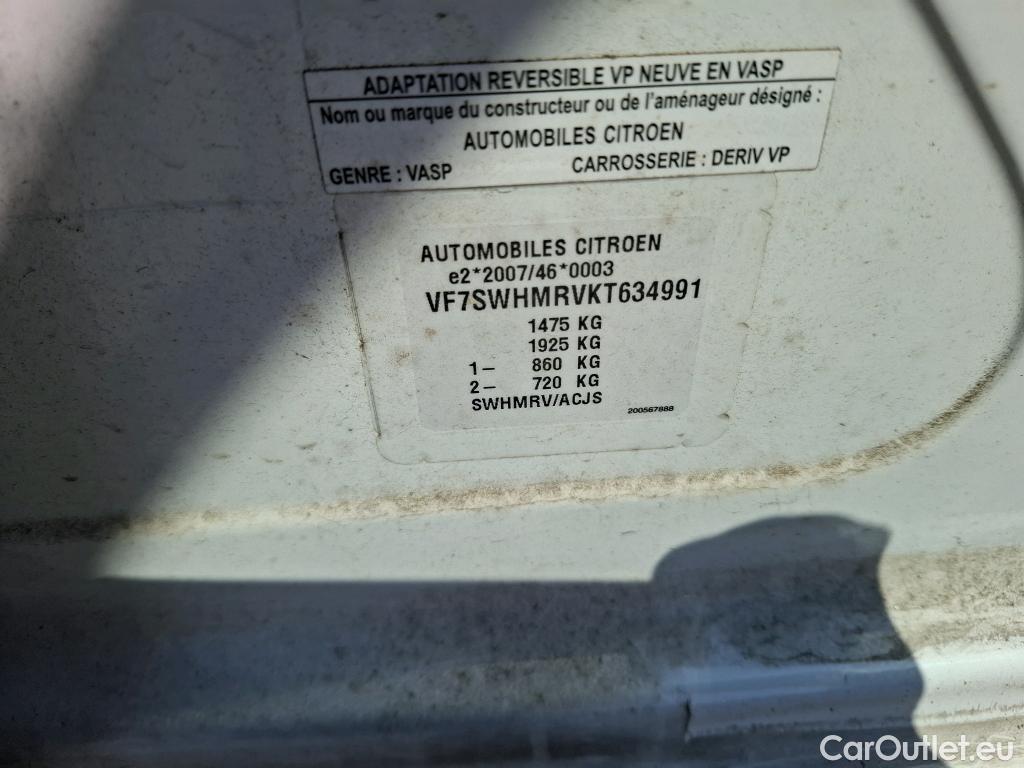 ADAPTATION REVERSIBLE VP NEUVE EN VASP
Nom ou marque du constructeur ou de l'aménageur désigné :
AUTOMOBILES CITROEN
GENRE : VASP CARROSSERIE : DERIV VP
AUTOMOBILES CITROEN
e2*2007/46*0003
VF7SWHMRVKT634991
1475 KG
1925 KG
1– 860 KG
2– 720 KG
SWHMRV/ACJS
200567888
CarOutlet.eu